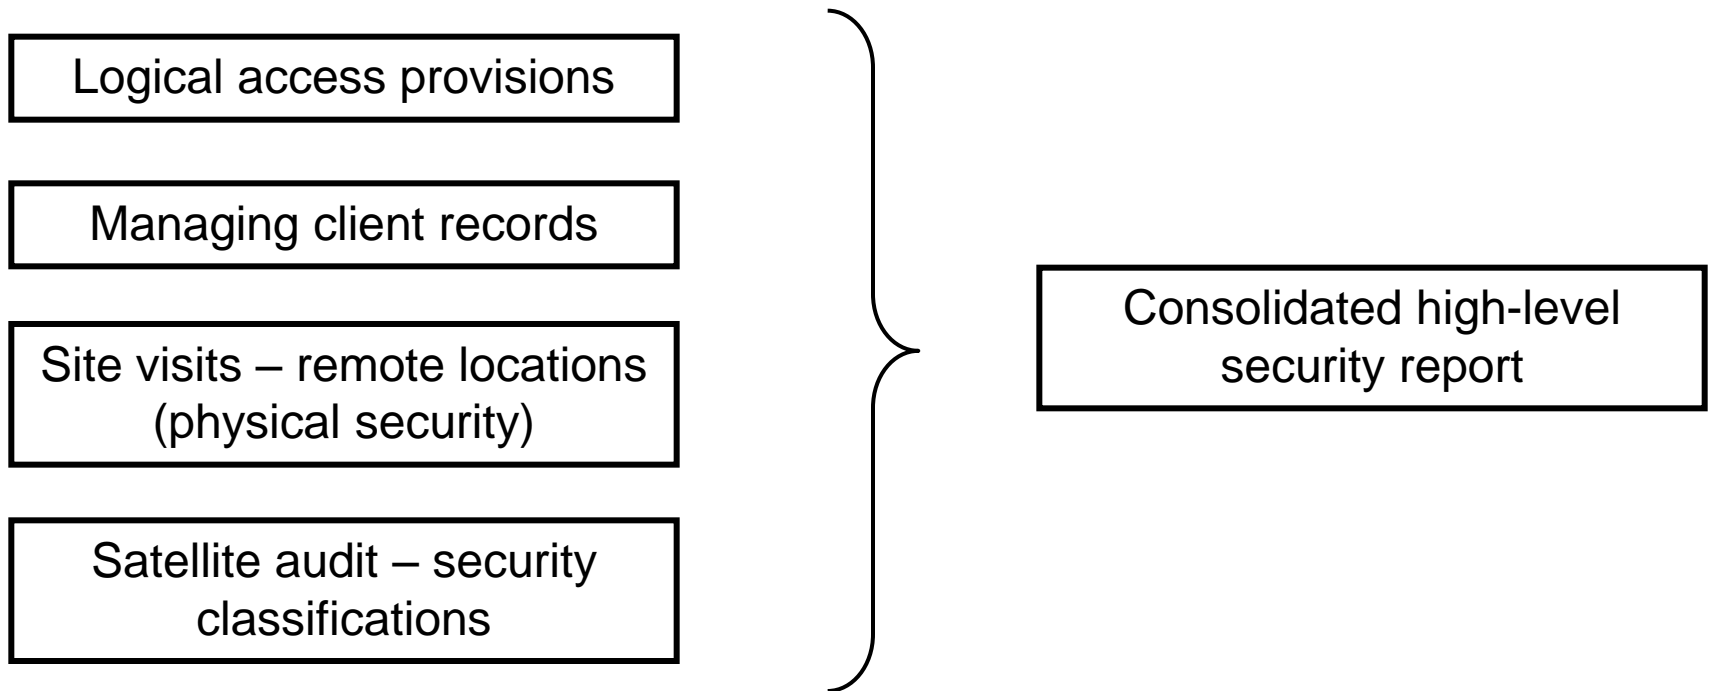 Logical access provisions
Managing client records
Site visits – remote locations
(physical security)
Satellite audit – security
classifications
Consolidated high-level
security report